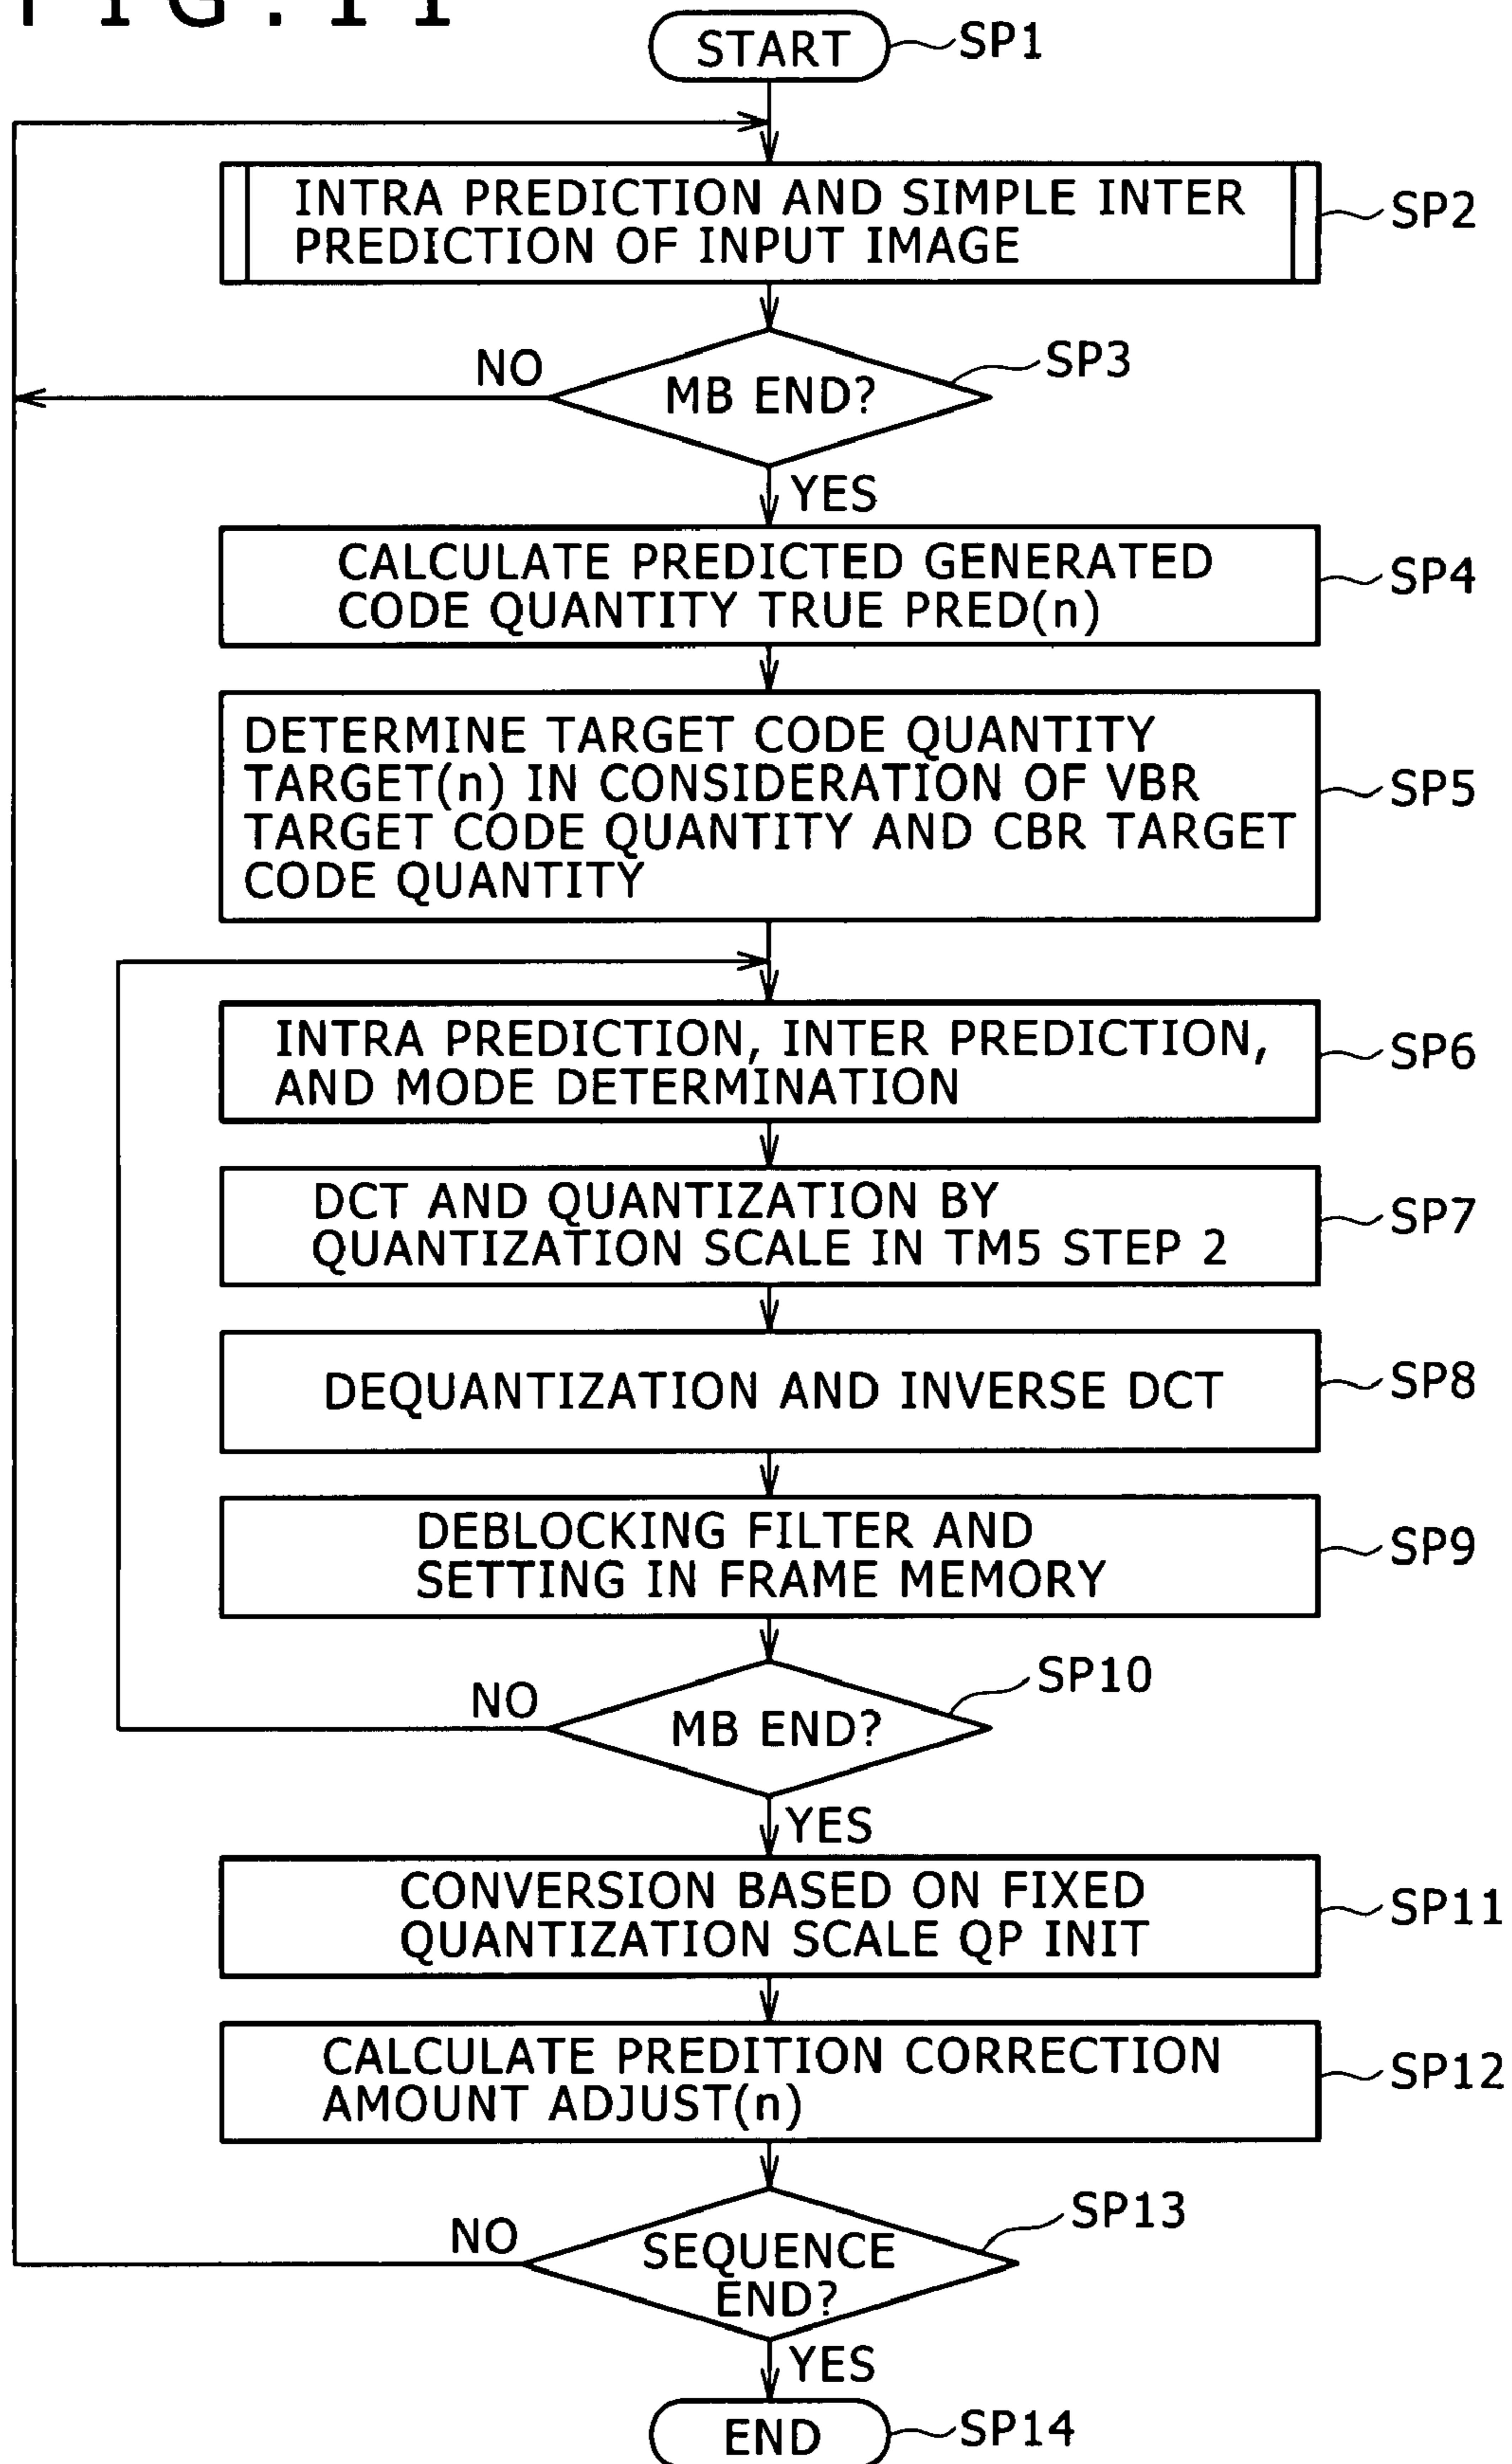 FIG.11
START
SP1
INTRA PREDICTION AND SIMPLE INTER
PREDICTION OF INPUT IMAGE
SP2
NO
MB END?
SP3
YES
CALCULATE PREDICTED GENERATED
CODE QUANTITY TRUE PRED(n)
SP4
DETERMINE TARGET CODE QUANTITY
TARGET(n) IN CONSIDERATION OF VBR
TARGET CODE QUANTITY AND CBR TARGET
CODE QUANTITY
SP5
INTRA PREDICTION, INTER PREDICTION,
AND MODE DETERMINATION
SP6
DCT AND QUANTIZATION BY
QUANTIZATION SCALE IN TM5 STEP 2
SP7
DEQUANTIZATION AND INVERSE DCT
SP8
DEBLOCKING FILTER AND
SETTING IN FRAME MEMORY
SP9
NO
MB END?
SP10
YES
CONVERSION BASED ON FIXED
QUANTIZATION SCALE QP INIT
SP11
CALCULATE PREDITION CORRECTION
AMOUNT ADJUST(n)
SP12
NO
SEQUENCE
END?
SP13
YES
END
SP14